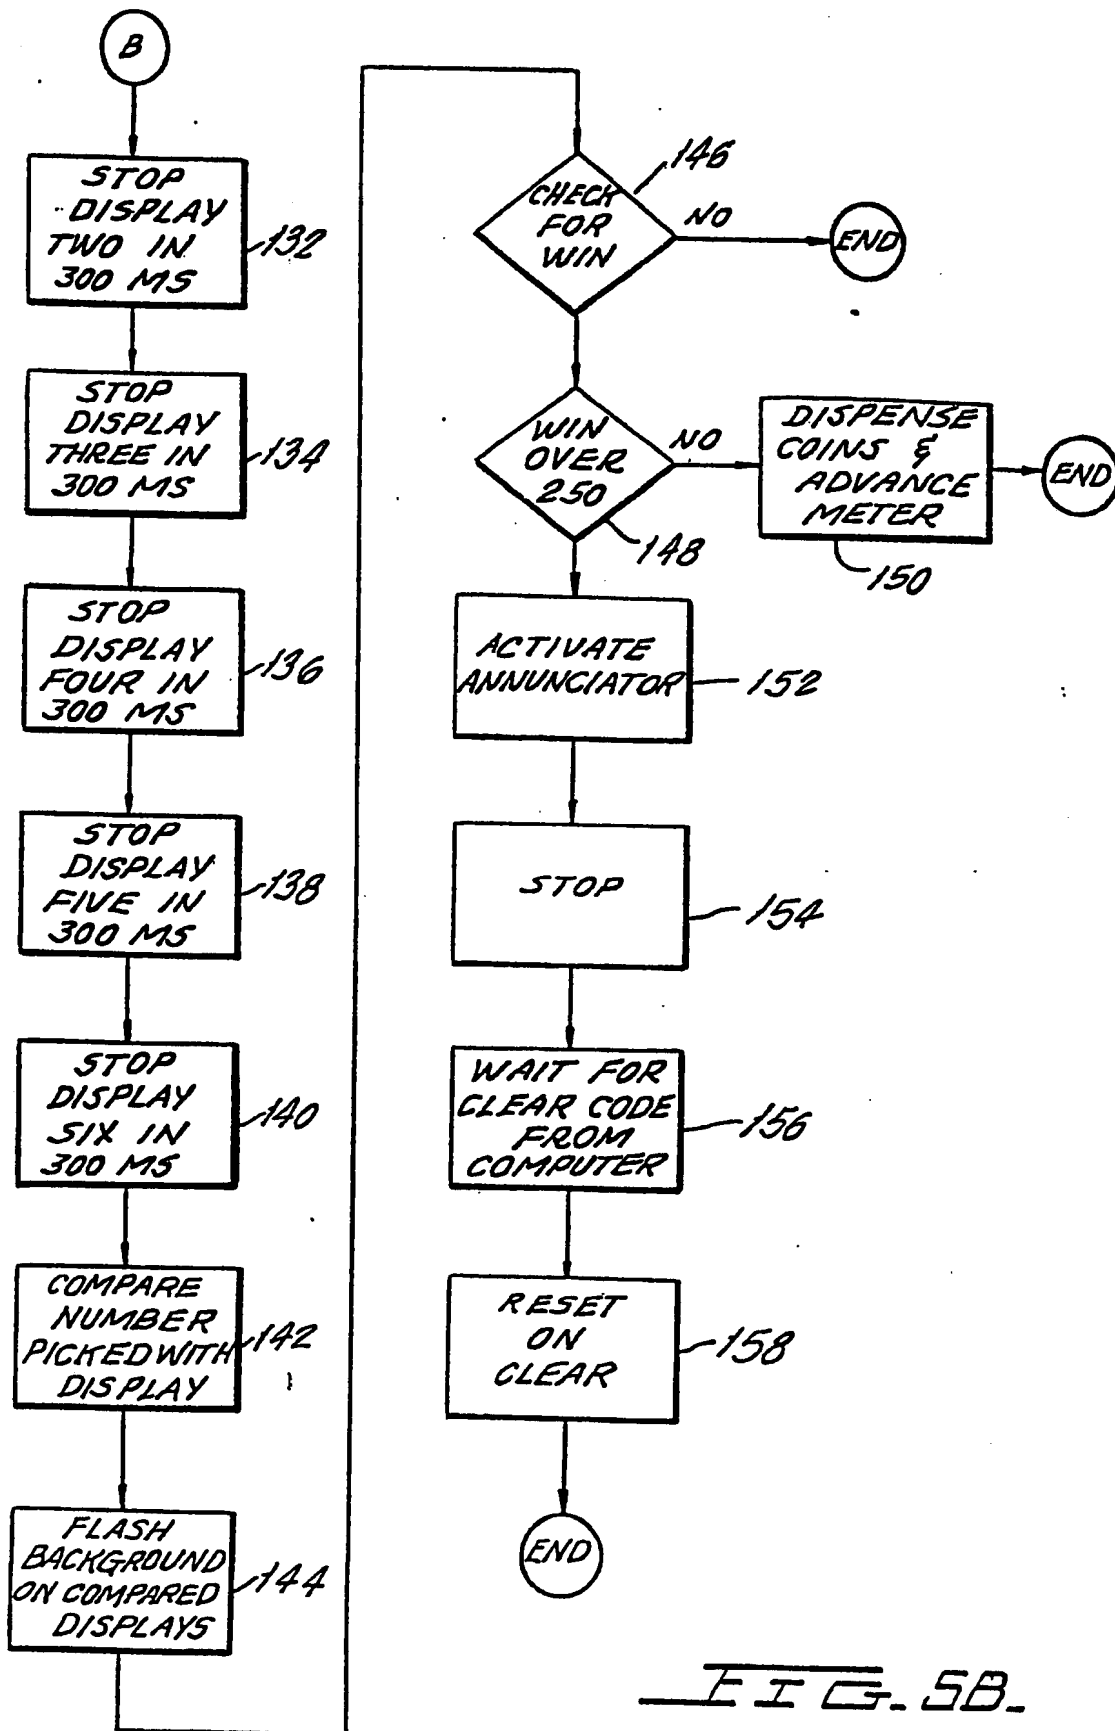 B
STOP
DISPLAY
TWO IN
300 MS
132
STOP
DISPLAY
THREE IN
300 MS
134
STOP
DISPLAY
FOUR IN
300 MS
136
STOP
DISPLAY
FIVE IN
300 MS
138
STOP
DISPLAY
SIX IN
300 MS
140
COMPARE
NUMBER
PICKED WITH
DISPLAY
142
FLASH
BACKGROUND
ON COMPARED
DISPLAYS
144
CHECK
FOR
WIN
146
NO
END
WIN
OVER
250
148
NO
DISPENSE
COINS &
ADVANCE
METER
150
END
ACTIVATE
ANNUNCIATOR
152
STOP
154
WAIT FOR
CLEAR CODE
FROM
COMPUTER
156
RESET
ON
CLEAR
158
END
FIG. 5B.